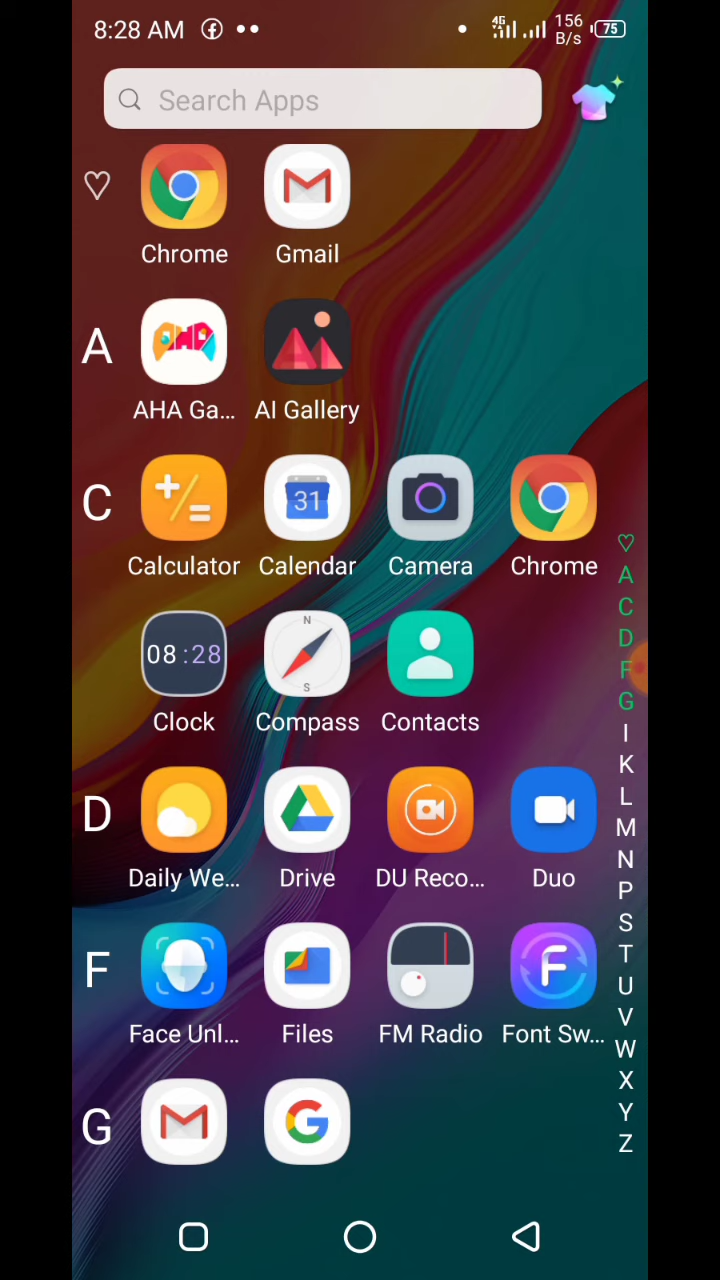 8:28 AM 4G 156 B/s 75
Search Apps
Chrome Gmail
A
AHA Ga... AI Gallery
C
31
Calculator Calendar Camera Chrome
08:28 N S
Clock Compass Contacts
D
Daily We... Drive DU Reco... Duo
F
Face Unl... Files FM Radio Font Sw...
G
A
C
D
F
G
I
K
L
M
N
P
S
T
U
V
W
X
Y
Z